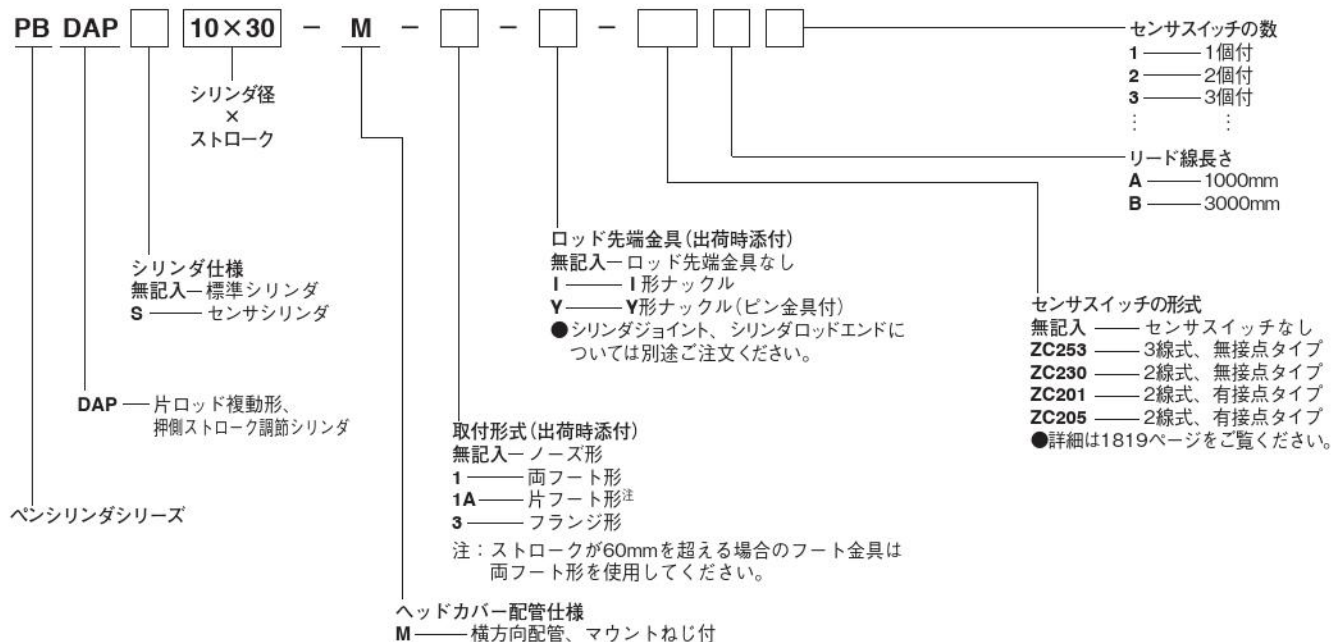 PB DAP 10×30 － M － － －
シリンダ径
×
ストローク
センサスイッチの数
1 1個付
2 2個付
3 3個付
⋮ ⋮
リード線長さ
A 1000mm
B 3000mm
センサスイッチの形式
無記入 センサスイッチなし
ZC253 3線式、無接点タイプ
ZC230 2線式、無接点タイプ
ZC201 2線式、有接点タイプ
ZC205 2線式、有接点タイプ
●詳細は1819ページをご覧ください。
ロッド先端金具(出荷時添付)
無記入 ロッド先端金具なし
I I 形ナックル
Y Y形ナックル(ピン金具付)
●シリンダジョイント、シリンダロッドエンドに
ついては別途ご注文ください。
シリンダ仕様
無記入 標準シリンダ
S センサシリンダ
DAP 片ロッド複動形、
押側ストローク調節シリンダ
取付形式(出荷時添付)
無記入 ノーズ形
1 両フート形
1A 片フート形注
3 フランジ形
注：ストロークが60mmを超える場合のフート金具は
両フート形を使用してください。
ペンシリンダシリーズ
ヘッドカバー配管仕様
M 横方向配管、マウントねじ付